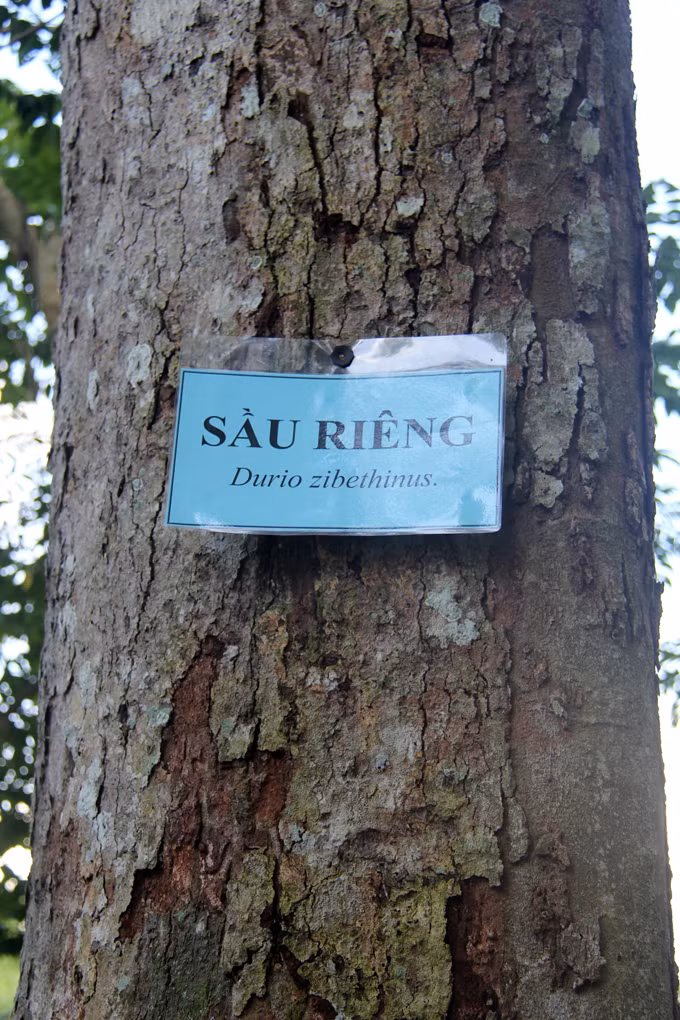 SẦU RIÊNG
Durio zibethinus.